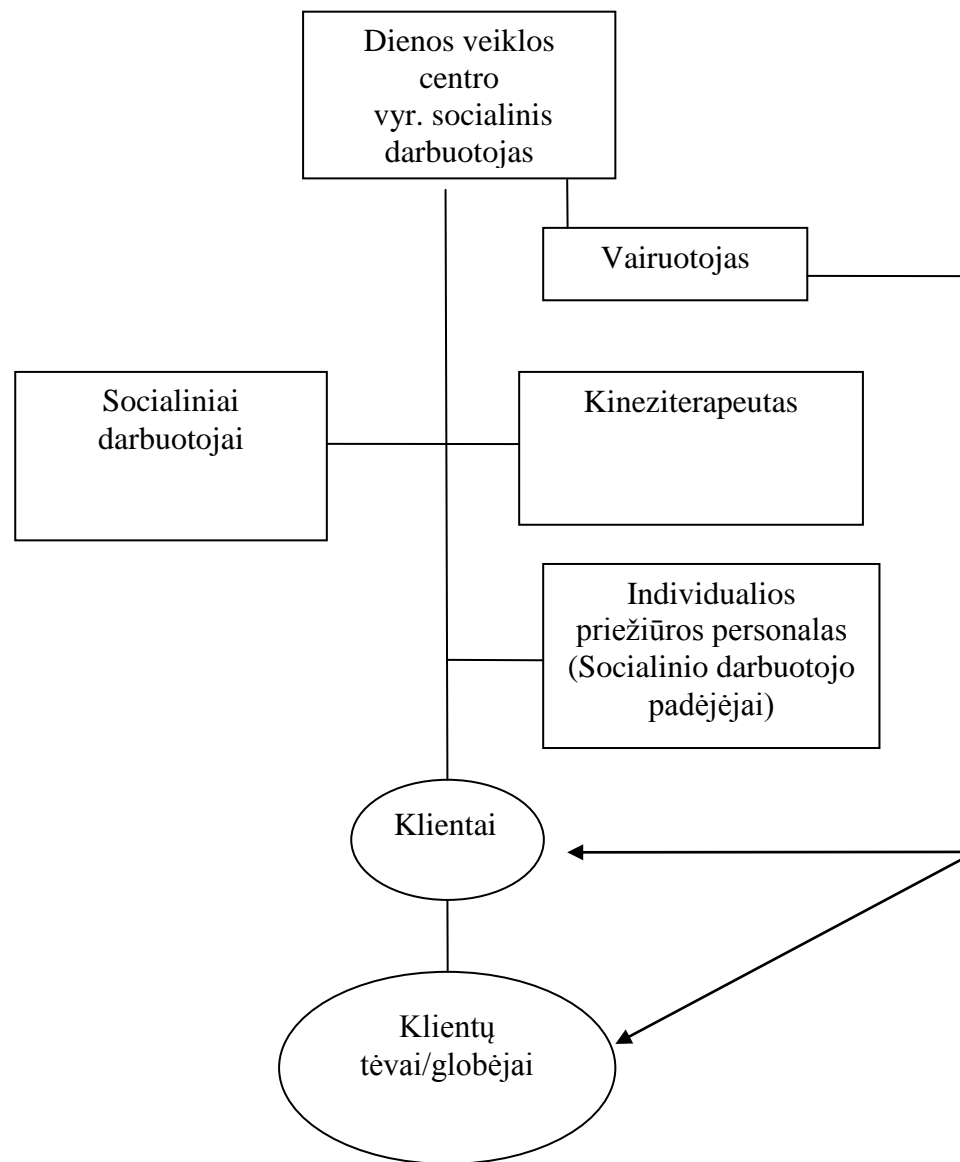 Dienos veiklos
centro
vyr. socialinis
darbuotojas
Vairuotojas
Socialiniai
darbuotojai
Kineziterapeutas
Individualios
priežiūros personalas
(Socialinio darbuotojo
padėjėjai)
Klientai
Klientų
tėvai/globėjai